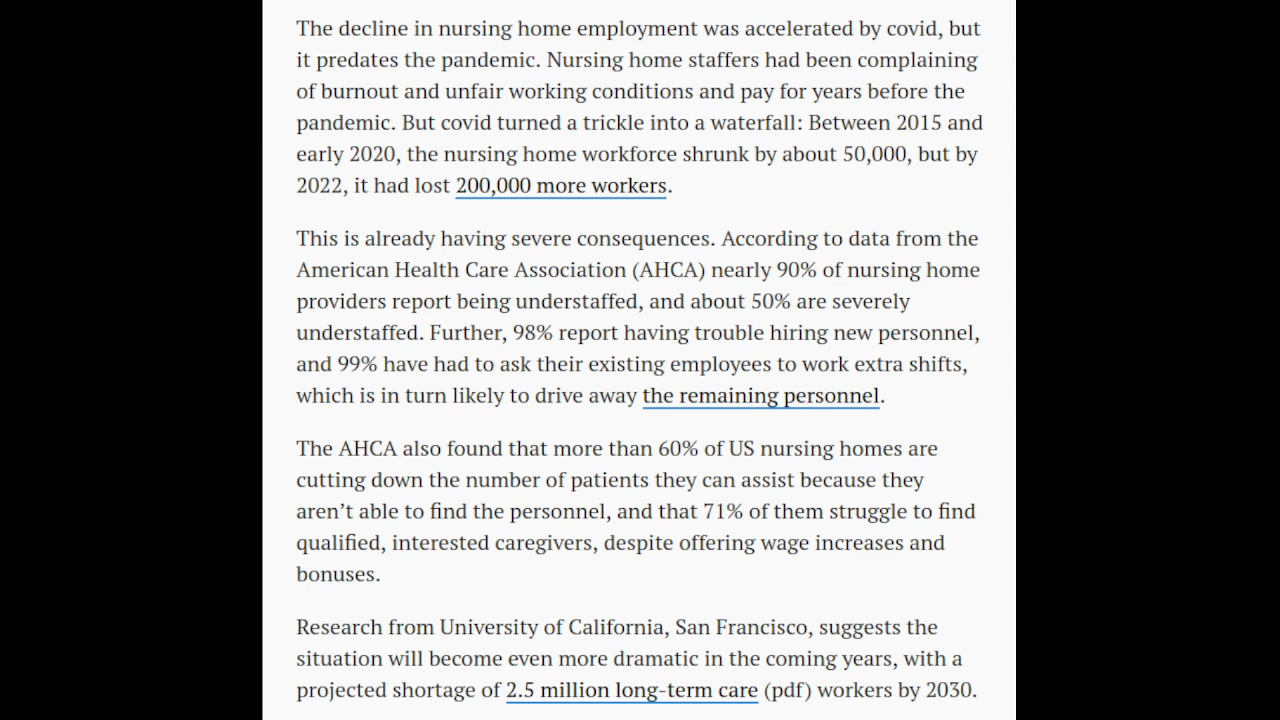 The decline in nursing home employment was accelerated by covid, but
it predates the pandemic. Nursing home staffers had been complaining
of burnout and unfair working conditions and pay for years before the
pandemic. But covid turned a trickle into a waterfall: Between 2015 and
early 2020, the nursing home workforce shrunk by about 50,000, but by
2022, it had lost 200,000 more workers.
This is already having severe consequences. According to data from the
American Health Care Association (AHCA) nearly 90% of nursing home
providers report being understaffed, and about 50% are severely
understaffed. Further, 98% report having trouble hiring new personnel,
and 99% have had to ask their existing employees to work extra shifts,
which is in turn likely to drive away the remaining personnel.
The AHCA also found that more than 60% of US nursing homes are
cutting down the number of patients they can assist because they
aren’t able to find the personnel, and that 71% of them struggle to find
qualified, interested caregivers, despite offering wage increases and
bonuses.
Research from University of California, San Francisco, suggests the
situation will become even more dramatic in the coming years, with a
projected shortage of 2.5 million long-term care (pdf) workers by 2030.